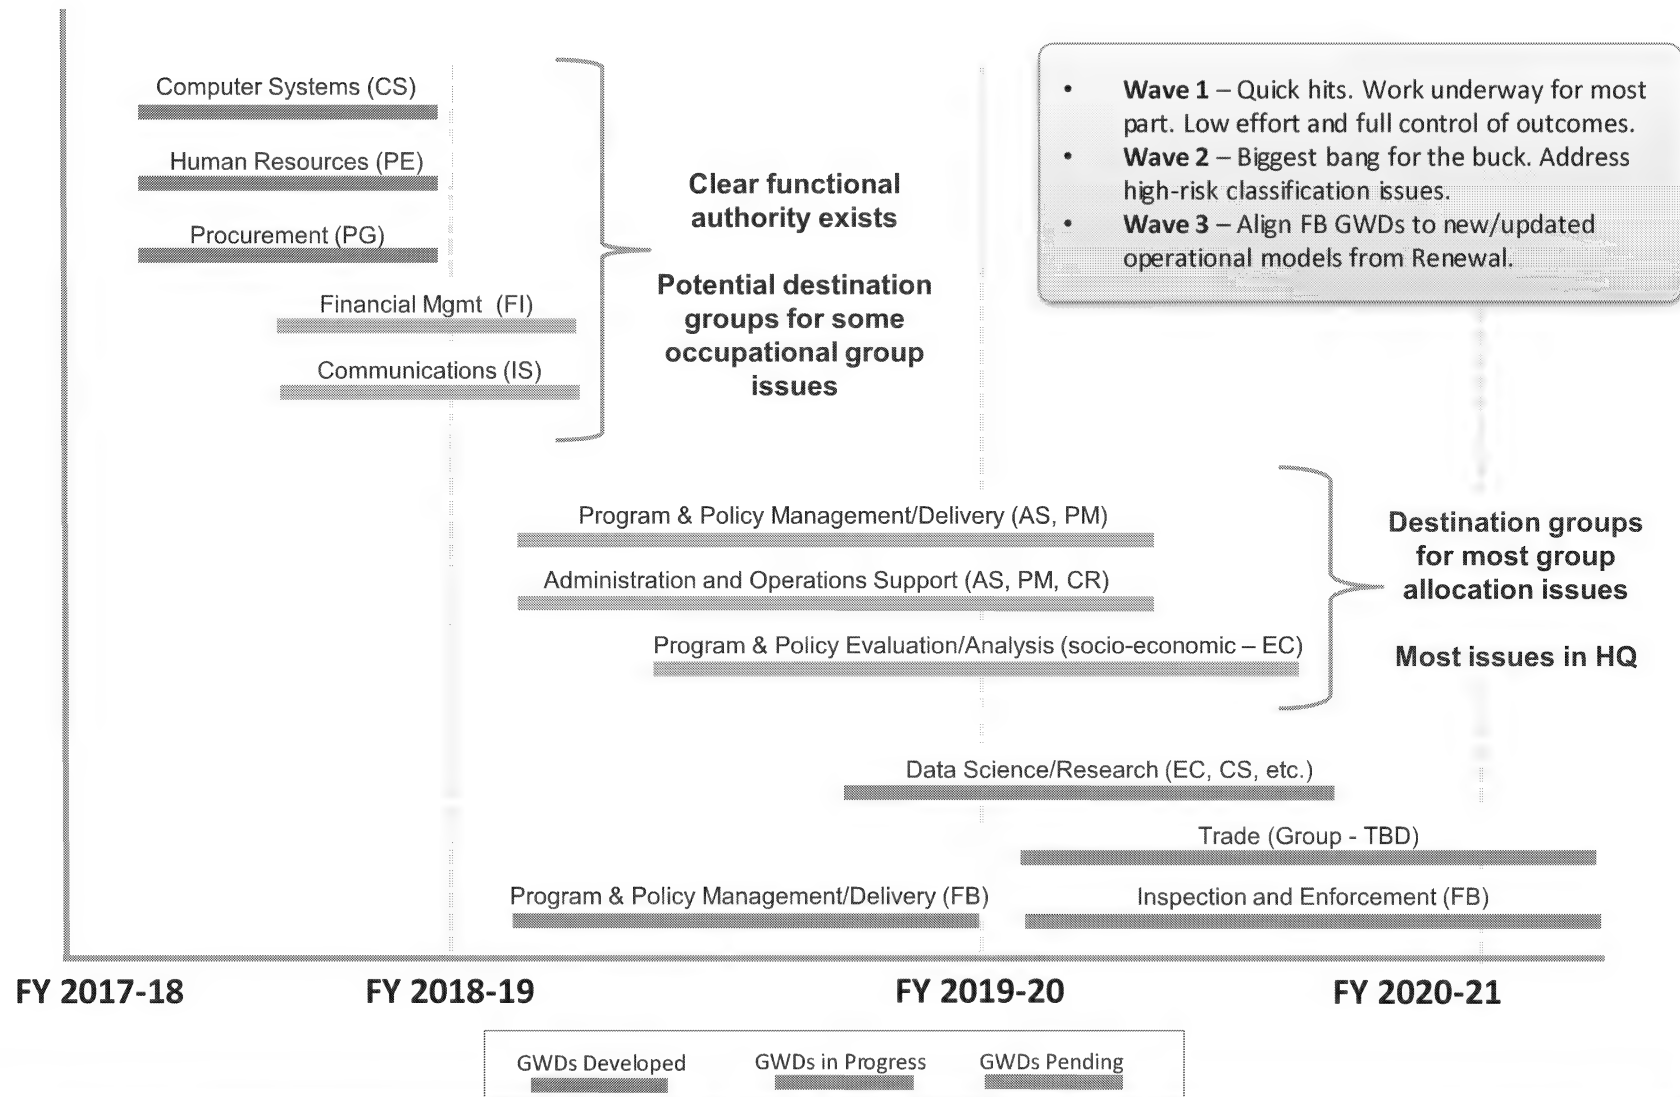 Computer Systems (CS)
Human Resources (PE)
Procurement (PG)
Financial Mgmt (FI)
Communications (IS)
Clear functional
authority exists
Potential destination
groups for some
occupational group
issues
• Wave 1 – Quick hits. Work underway for most
part. Low effort and full control of outcomes.
• Wave 2 – Biggest bang for the buck. Address
high-risk classification issues.
• Wave 3 – Align FB GWDs to new/updated
operational models from Renewal.
Program & Policy Management/Delivery (AS, PM)
Administration and Operations Support (AS, PM, CR)
Program & Policy Evaluation/Analysis (socio-economic – EC)
Destination groups
for most group
allocation issues
Most issues in HQ
Data Science/Research (EC, CS, etc.)
Trade (Group - TBD)
Program & Policy Management/Delivery (FB)
Inspection and Enforcement (FB)
FY 2017-18
FY 2018-19
FY 2019-20
FY 2020-21
GWDs Developed
GWDs in Progress
GWDs Pending